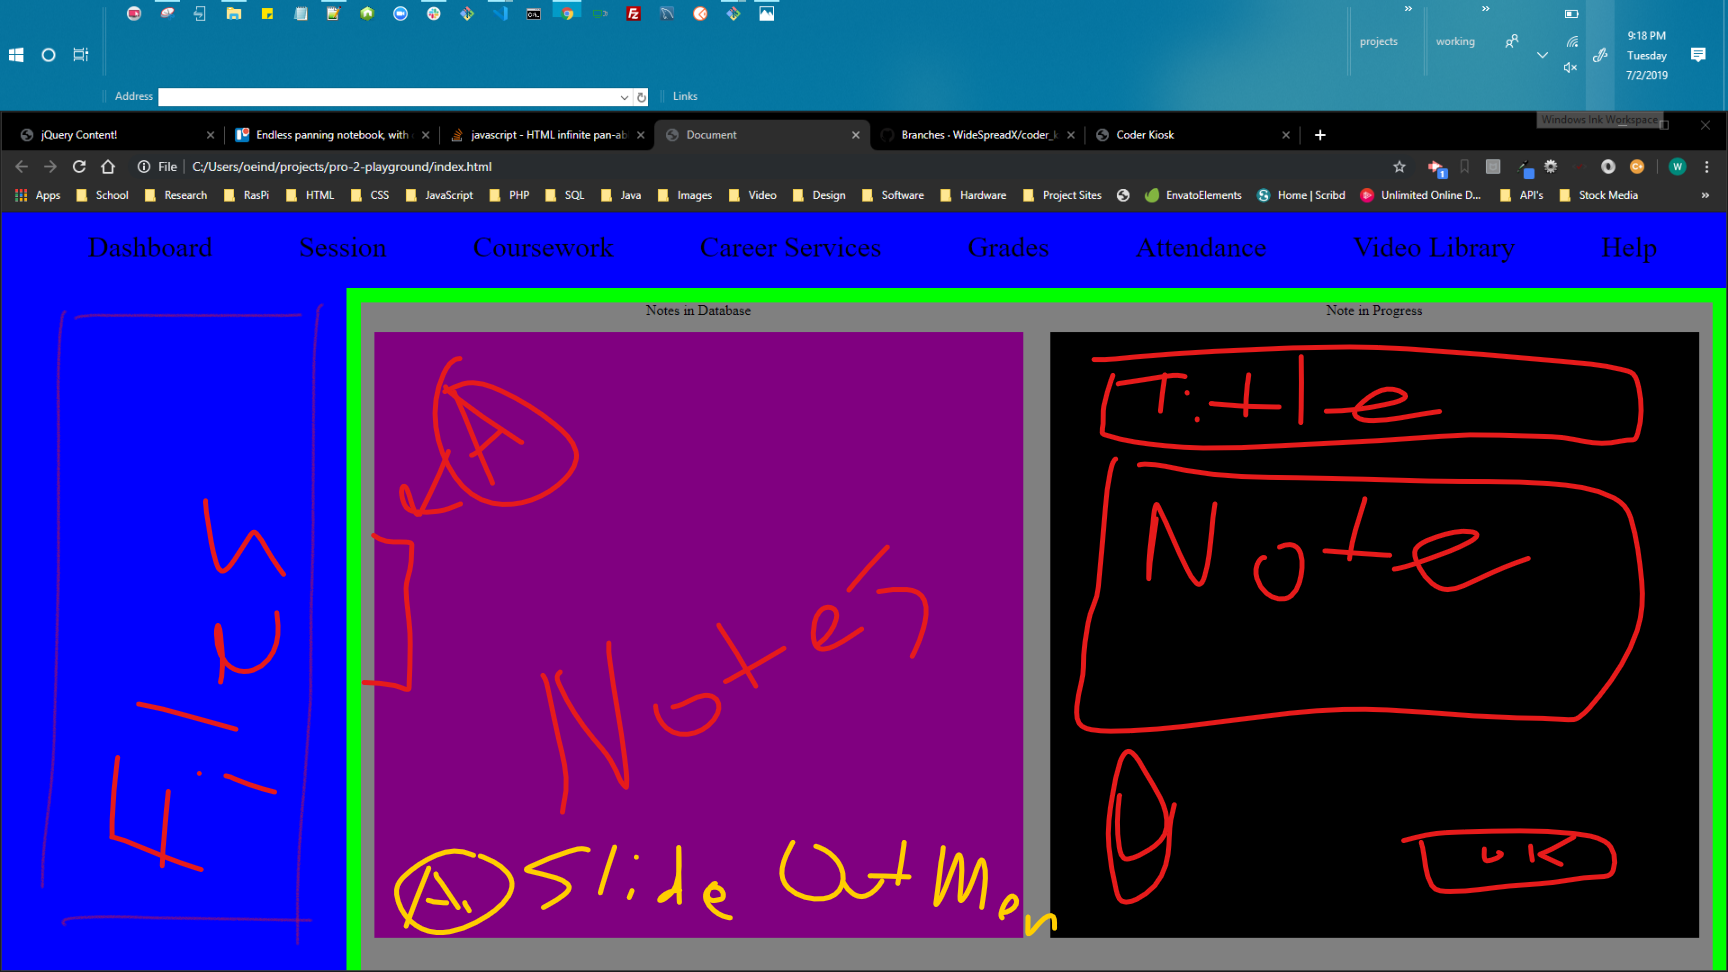 projects
working
9:18 PM
Tuesday
7/2/2019
Address
Links
Windows Ink Workspace
jQuery Content!
Endless panning notebook, with
javascript - HTML infinite pan-ab
Document
Branches · WideSpreadX/coder_k
Coder Kiosk
File
C:/Users/oeind/projects/pro-2-playground/index.html
1
W
Apps
School
Research
RasPi
HTML
CSS
JavaScript
PHP
SQL
Java
Images
Video
Design
Software
Hardware
Project Sites
EnvatoElements
Home | Scribd
Unlimited Online D...
API's
Stock Media
Dashboard
Session
Coursework
Career Services
Grades
Attendance
Video Library
Help
Notes in Database
Note in Progress
Title
A
Note
Files
Notes
OK
A. Slide Out Men